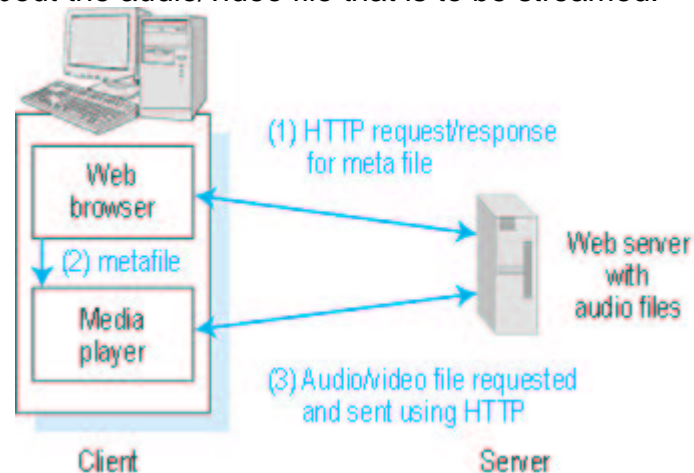 the audio/video file that is to be streamed.
(1) HTTP request/response
for meta file
Web
browser
(2) metafile
Web server
with
audio files
Media
player
(3) Audio/video file requested
and sent using HTTP
Client
Server